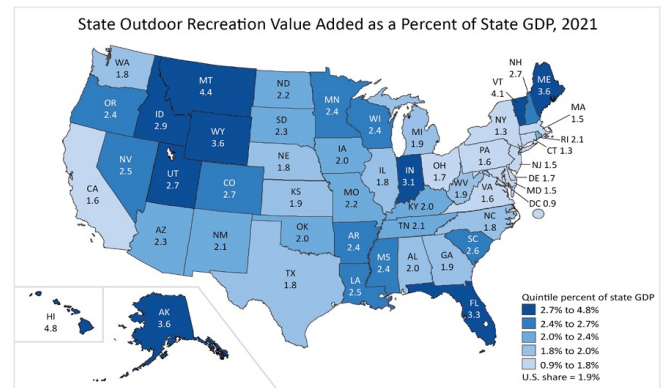 State Outdoor Recreation Value Added as a Percent of State GDP, 2021
WA
1.8
OR
2.4
CA
1.6
NV
2.5
ID
2.9
MT
4.4
WY
3.6
UT
2.7
CO
2.7
AZ
2.3
NM
2.1
ND
2.2
SD
2.3
NE
1.8
KS
1.9
OK
2.0
TX
1.8
MN
2.4
IA
2.0
MO
2.2
AR
2.4
LA
2.5
WI
2.4
IL
1.8
MS
2.4
MI
1.9
IN
3.1
KY 2.0
TN 2.1
AL
2.0
OH
1.7
WV
1.9
GA
1.9
FL
3.3
SC
2.6
NC
1.8
VA
1.6
PA
1.6
NY
1.3
VT
4.1
NH
2.7
ME
3.6
MA
1.5
RI 2.1
CT 1.3
NJ 1.5
DE 1.7
MD 1.5
DC 0.9
HI
4.8
AK
3.6
Quintile percent of state GDP
2.7% to 4.8%
2.4% to 2.7%
2.0% to 2.4%
1.8% to 2.0%
0.9% to 1.8%
U.S. share = 1.9%